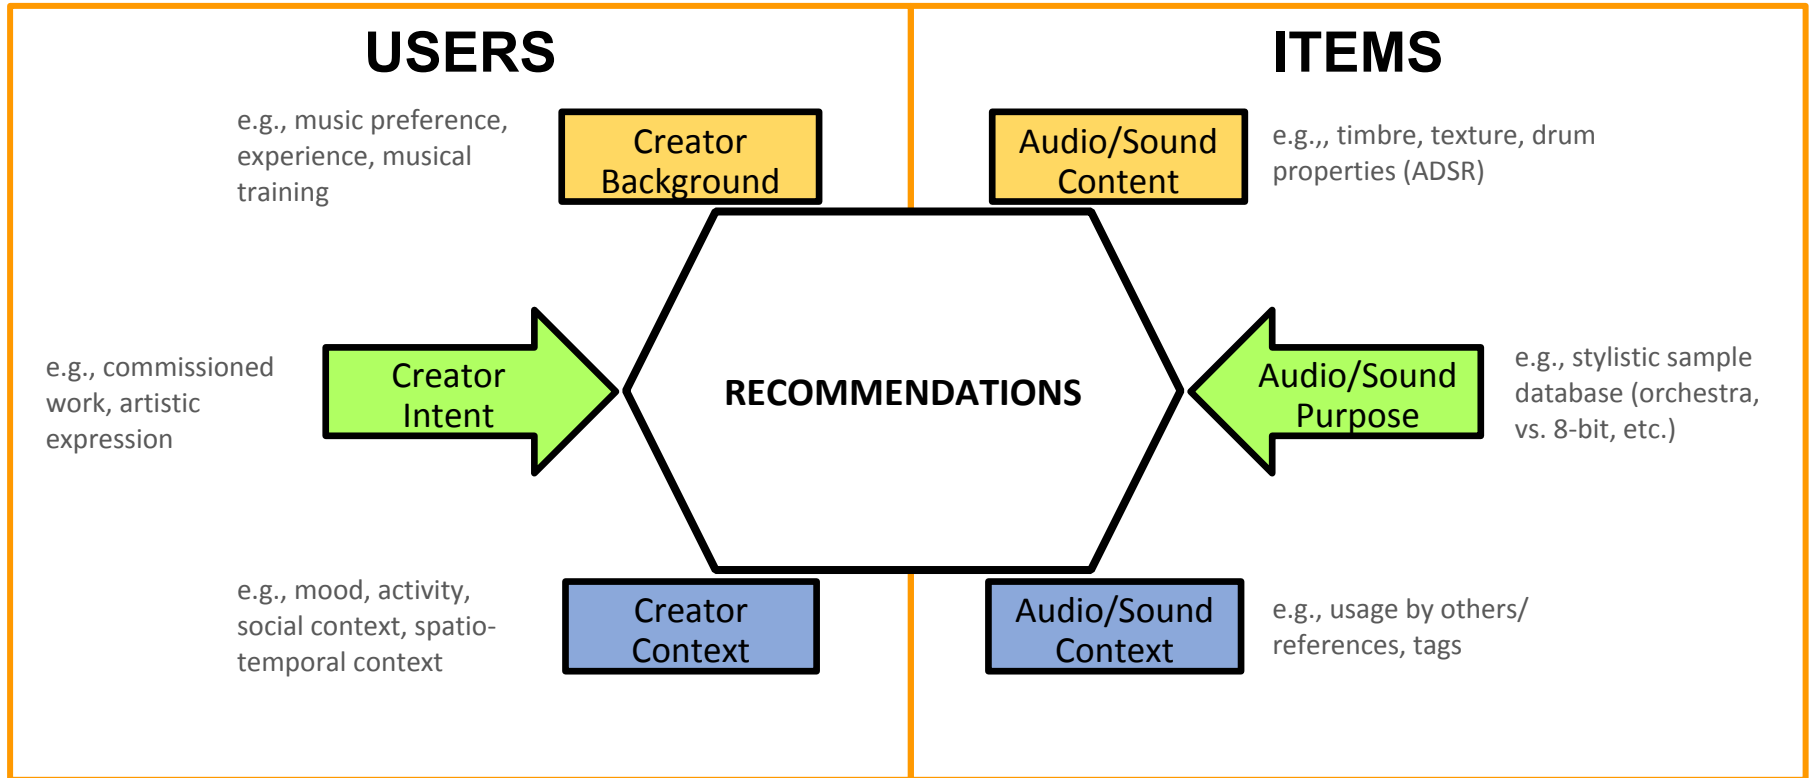 USERS
ITEMS
e.g., music preference,
experience, musical
training
Creator
Background
Audio/Sound
Content
e.g.,, timbre, texture, drum
properties (ADSR)
e.g., commissioned
work, artistic
expression
Creator
Intent
RECOMMENDATIONS
Audio/Sound
Purpose
e.g., stylistic sample
database (orchestra,
vs. 8-bit, etc.)
e.g., mood, activity,
social context, spatio-
temporal context
Creator
Context
Audio/Sound
Context
e.g., usage by others/
references, tags